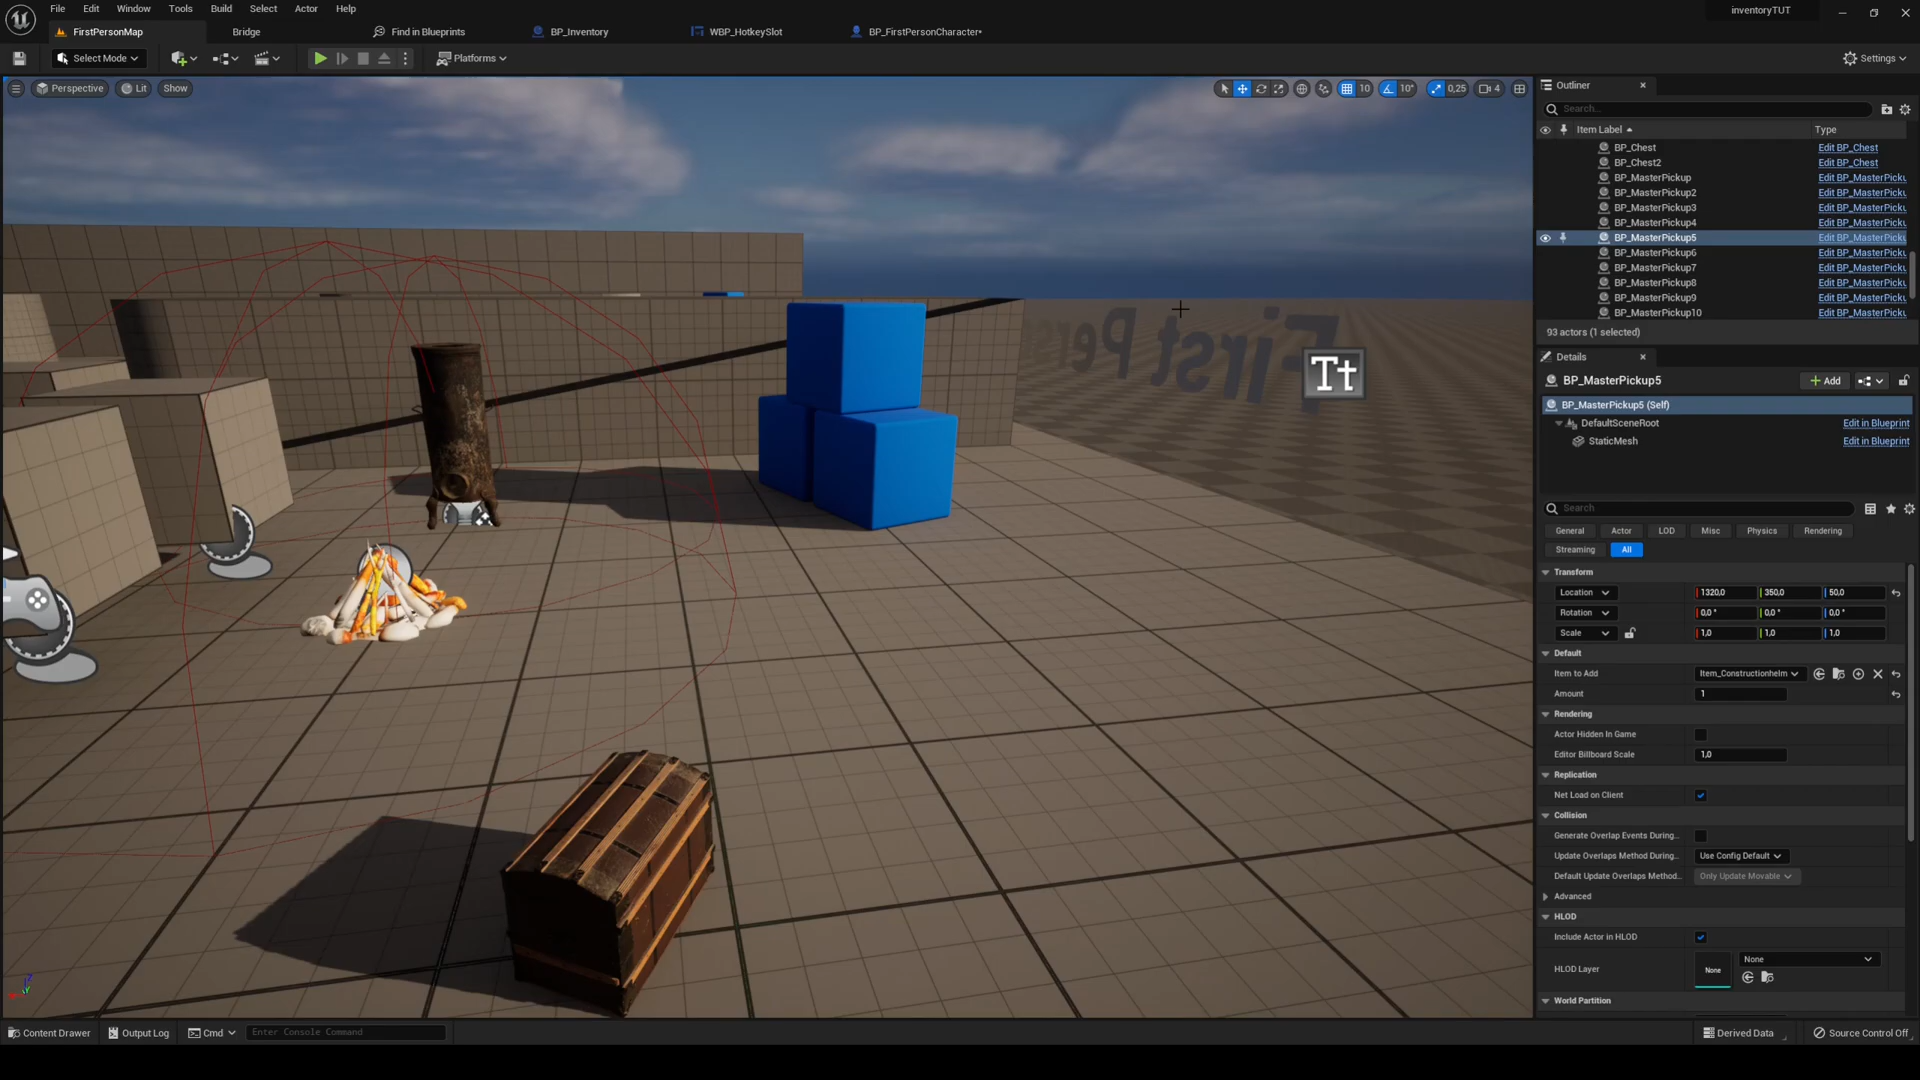 File Edit Window Tools Build Select Actor Help
inventoryTUT
FirstPersonMap
Bridge
Find in Blueprints
BP_Inventory
WBP_HotkeySlot
BP_FirstPersonCharacter*
Select Mode
Platforms
Settings
Perspective
Lit
Show
10
10°
0,25
4
Outliner
Search...
Item Label
Type
BP_Chest Edit BP_Chest
BP_Chest2 Edit BP_Chest
BP_MasterPickup Edit BP_MasterPicku
BP_MasterPickup2 Edit BP_MasterPicku
BP_MasterPickup3 Edit BP_MasterPicku
BP_MasterPickup4 Edit BP_MasterPicku
BP_MasterPickup5 Edit BP_MasterPicku
BP_MasterPickup6 Edit BP_MasterPicku
BP_MasterPickup7 Edit BP_MasterPicku
BP_MasterPickup8 Edit BP_MasterPicku
BP_MasterPickup9 Edit BP_MasterPicku
BP_MasterPickup10 Edit BP_MasterPicku
93 actors (1 selected)
First Pers
Tt
Details
BP_MasterPickup5
Add
BP_MasterPickup5 (Self)
DefaultSceneRoot Edit in Blueprint
StaticMesh Edit in Blueprint
Search
General Actor LOD Misc Physics Rendering
Streaming All
Transform
Location 1320,0 350,0 50,0
Rotation 0,0 ° 0,0 ° 0,0 °
Scale 1,0 1,0 1,0
Default
Item to Add Item_Constructionhelm
Amount 1
Rendering
Actor Hidden In Game
Editor Billboard Scale 1,0
Replication
Net Load on Client
Collision
Generate Overlap Events During...
Update Overlaps Method During... Use Config Default
Default Update Overlaps Method... Only Update Movable
Advanced
HLOD
Include Actor in HLOD
HLOD Layer None None
World Partition
Content Drawer
Output Log
Cmd
Enter Console Command
Derived Data
Source Control Off